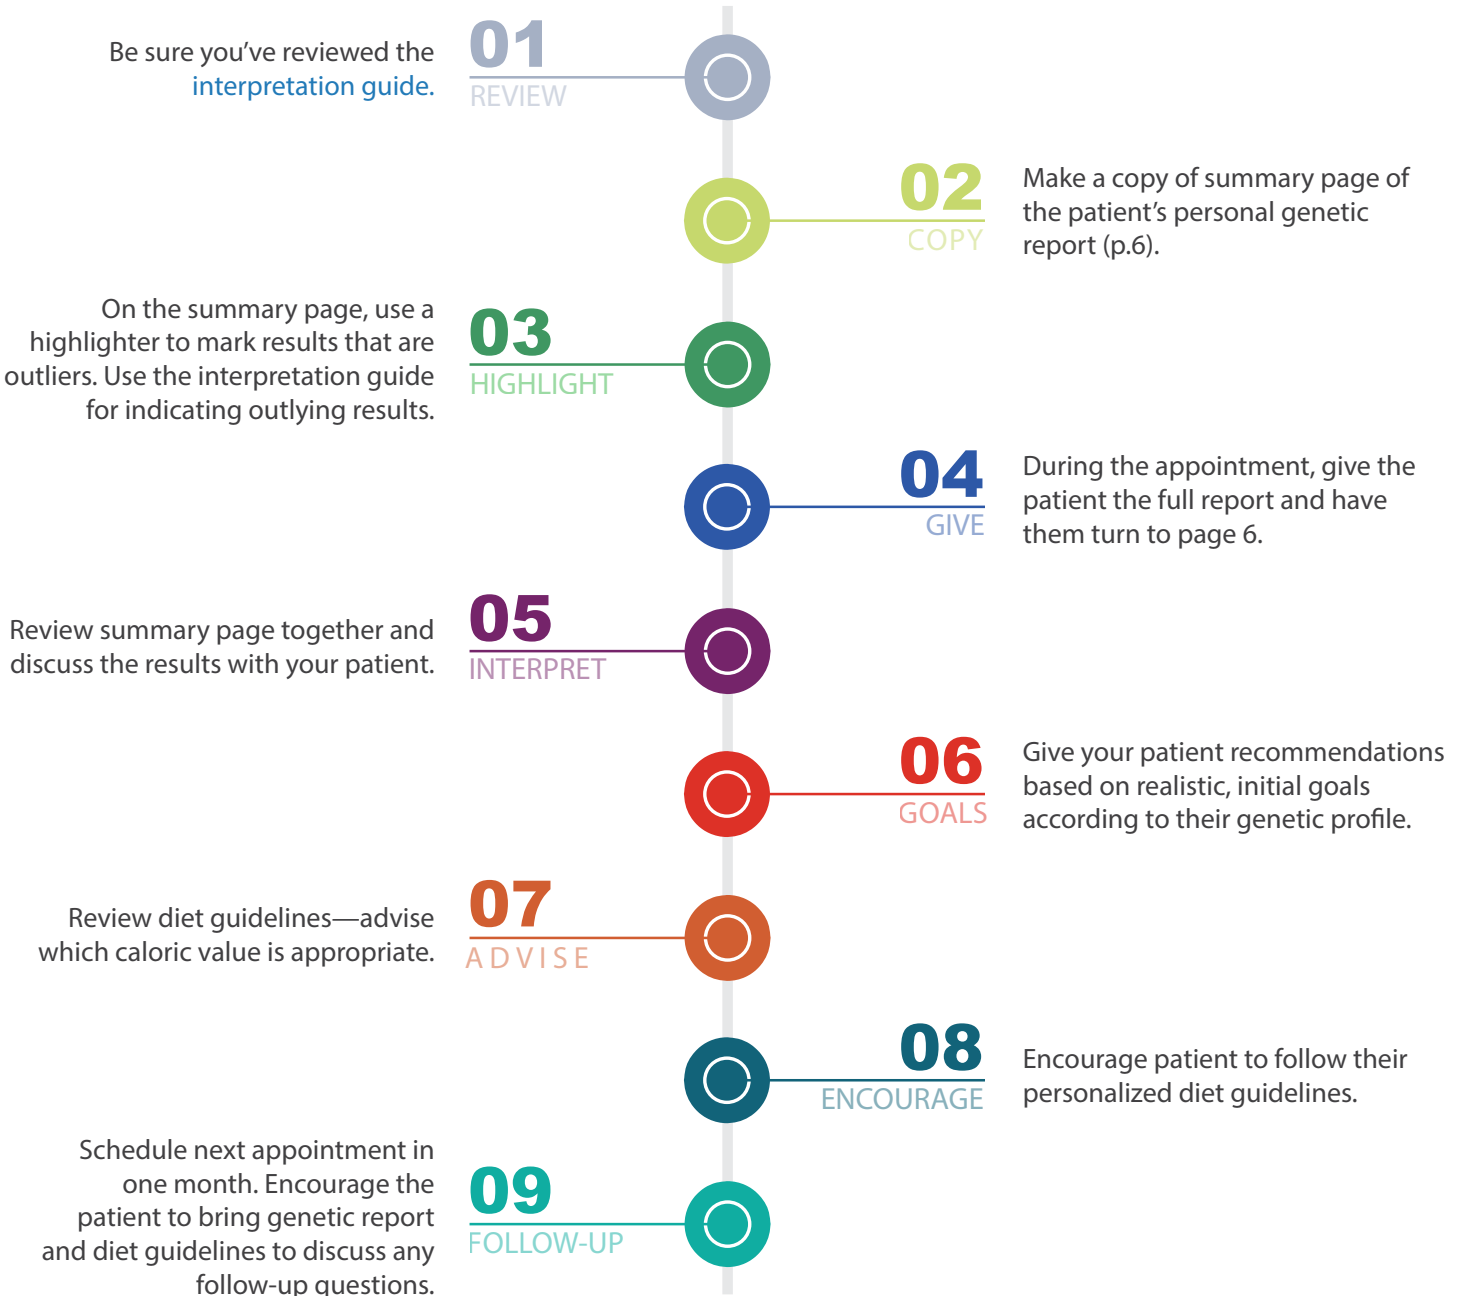 Be sure you’ve reviewed the
interpretation guide.
01
REVIEW
02
COPY
Make a copy of summary page of
the patient’s personal genetic
report (p.6).
On the summary page, use a
highlighter to mark results that are
outliers. Use the interpretation guide
for indicating outlying results.
03
HIGHLIGHT
04
GIVE
During the appointment, give the
patient the full report and have
them turn to page 6.
Review summary page together and
discuss the results with your patient.
05
INTERPRET
06
GOALS
Give your patient recommendations
based on realistic, initial goals
according to their genetic profile.
Review diet guidelines—advise
which caloric value is appropriate.
07
ADVISE
08
ENCOURAGE
Encourage patient to follow their
personalized diet guidelines.
Schedule next appointment in
one month. Encourage the
patient to bring genetic report
and diet guidelines to discuss any
follow-up questions.
09
FOLLOW-UP